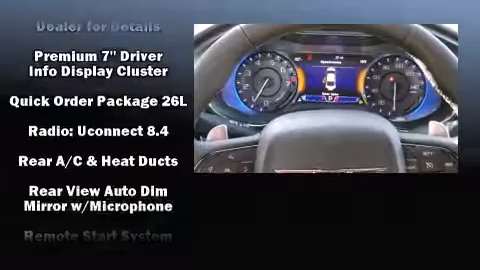 Dealer for Details
Premium 7" Driver
Info Display Cluster
Quick Order Package 26L
Radio: Uconnect 8.4
Rear A/C & Heat Ducts
Rear View Auto Dim
Mirror w/Microphone
Remote Start System